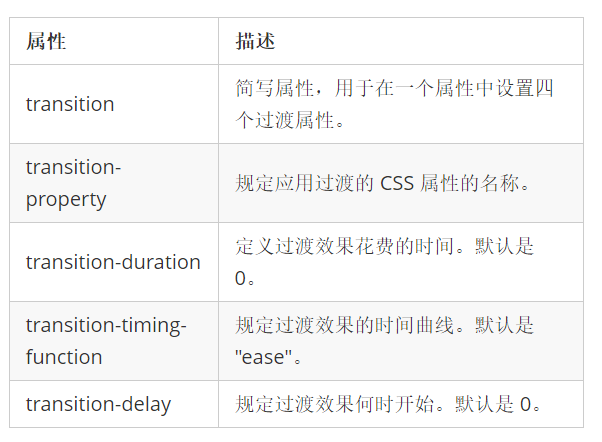 属性 描述
transition 简写属性，用于在一个属性中设置四
个过渡属性。
transition-
property 规定应用过渡的 CSS 属性的名称。
transition-duration 定义过渡效果花费的时间。默认是
0。
transition-timing-
function 规定过渡效果的时间曲线。默认是
"ease"。
transition-delay 规定过渡效果何时开始。默认是 0。